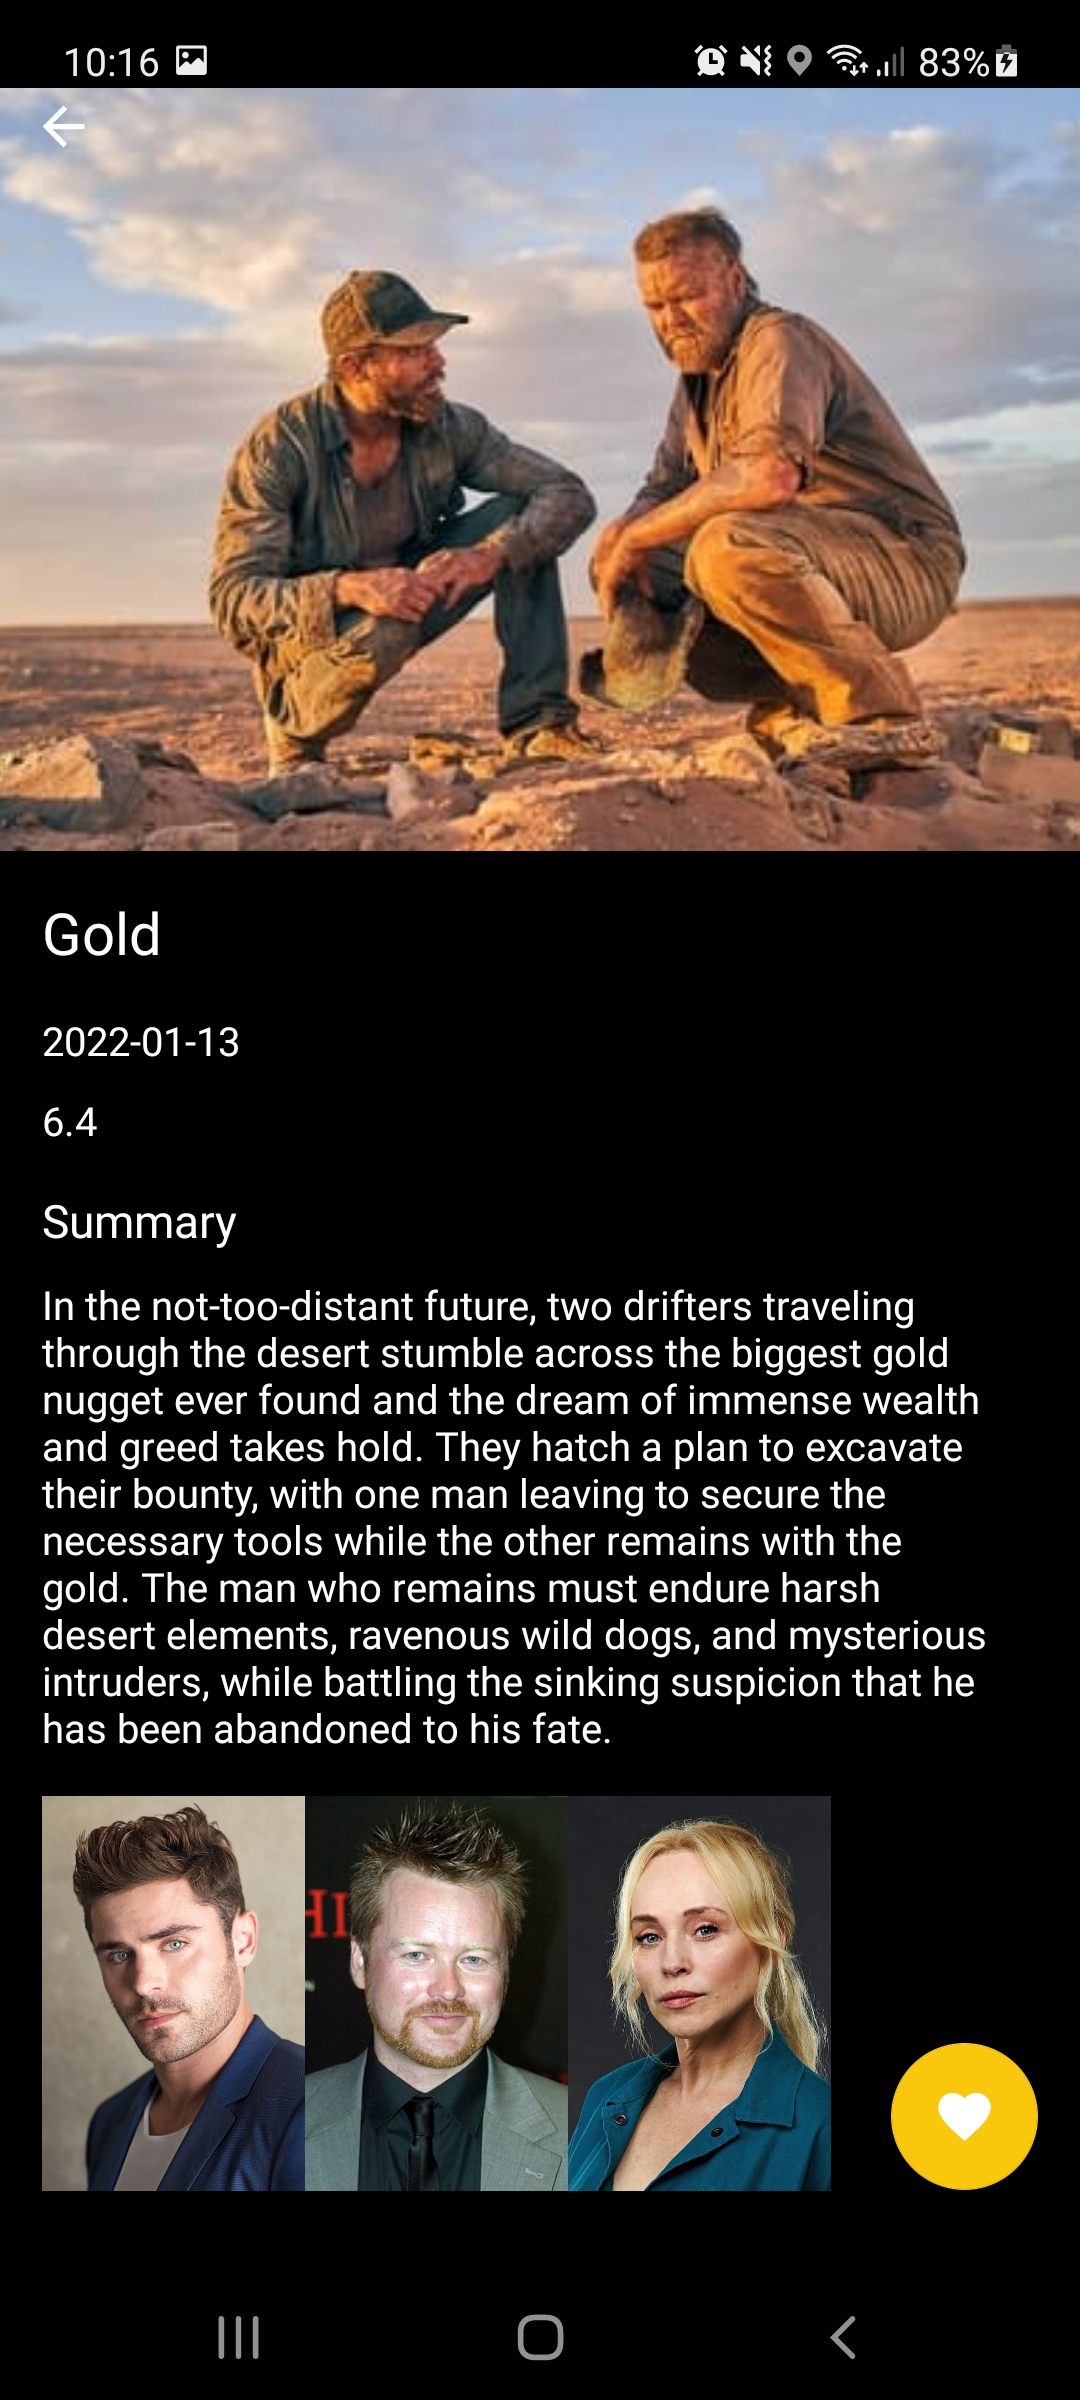 10:16 83%
Gold
2022-01-13
6.4
Summary
In the not-too-distant future, two drifters traveling
through the desert stumble across the biggest gold
nugget ever found and the dream of immense wealth
and greed takes hold. They hatch a plan to excavate
their bounty, with one man leaving to secure the
necessary tools while the other remains with the
gold. The man who remains must endure harsh
desert elements, ravenous wild dogs, and mysterious
intruders, while battling the sinking suspicion that he
has been abandoned to his fate.